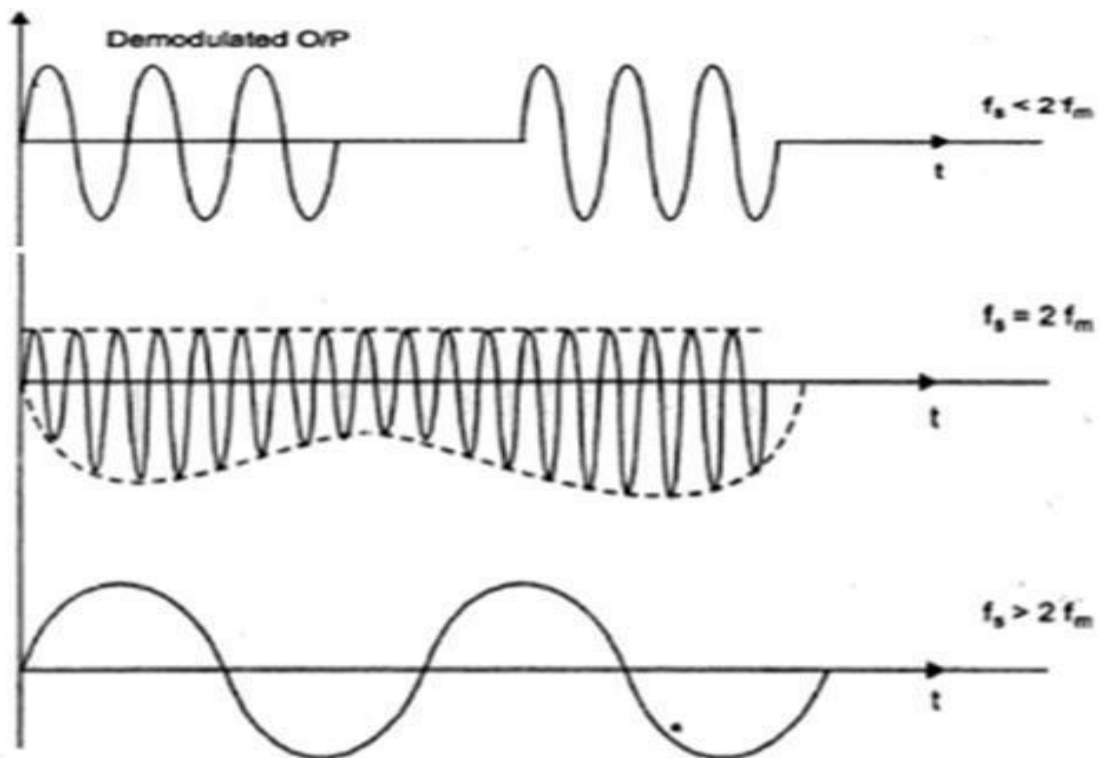 Demodulated O/P
fₛ < 2 fₘ
t
fₛ = 2 fₘ
t
fₛ > 2 fₘ
t